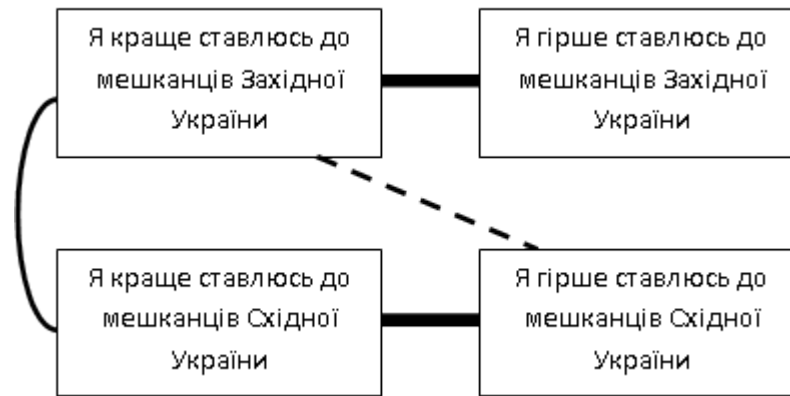 Я краще ставлюсь до
мешканців Західної
України
Я гірше ставлюсь до
мешканців Західної
України
Я краще ставлюсь до
мешканців Східної
України
Я гірше ставлюсь до
мешканців Східної
України